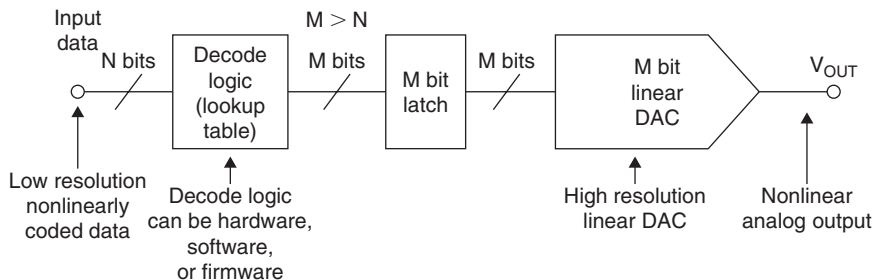 Input
data
N bits
Decode
logic
(lookup
table)
M > N
M bits
M bit
latch
M bits
M bit
linear
DAC
V_OUT
Low resolution
nonlinearly
coded data
Decode logic
can be hardware,
software,
or firmware
High resolution
linear DAC
Nonlinear
analog output